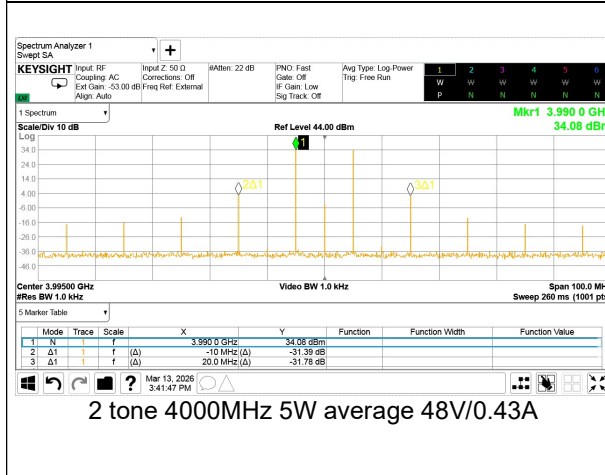 Spectrum Analyzer 1
Swept SA
+
KEYSIGHT Input: RF
Coupling: AC
Ext Gain: -53.00 dB
Align: Auto
Input Z: 50 Ω
Corrections: Off
Freq Ref: External
#Atten: 22 dB
PNO: Fast
Gate: Off
IF Gain: Low
Sig Track: Off
Avg Type: Log-Power
Trig: Free Run
1 2 3 4 5 6
W W W W W W
P N N N N N
LXI
1 Spectrum
Scale/Div 10 dB
Ref Level 44.00 dBm
Mkr1 3.990 0 GHz
34.08 dBm
Log
34.0
24.0
14.0
4.00
-6.00
-16.0
-26.0
-36.0
-46.0
1
2Δ1
3Δ1
Center 3.99500 GHz
#Res BW 1.0 kHz
Video BW 1.0 kHz
Span 100.0 MH
Sweep 260 ms (1001 pts
5 Marker Table
Mode Trace Scale X Y Function Function Width Function Value
1 N 1 f 3.990 0 GHz 34.08 dBm
2 Δ1 1 f (Δ) -10 MHz (Δ) -31.39 dB
3 Δ1 1 f (Δ) 20.0 MHz (Δ) -31.78 dB
?
Mar 13, 2026
3:41:47 PM
2 tone 4000MHz 5W average 48V/0.43A